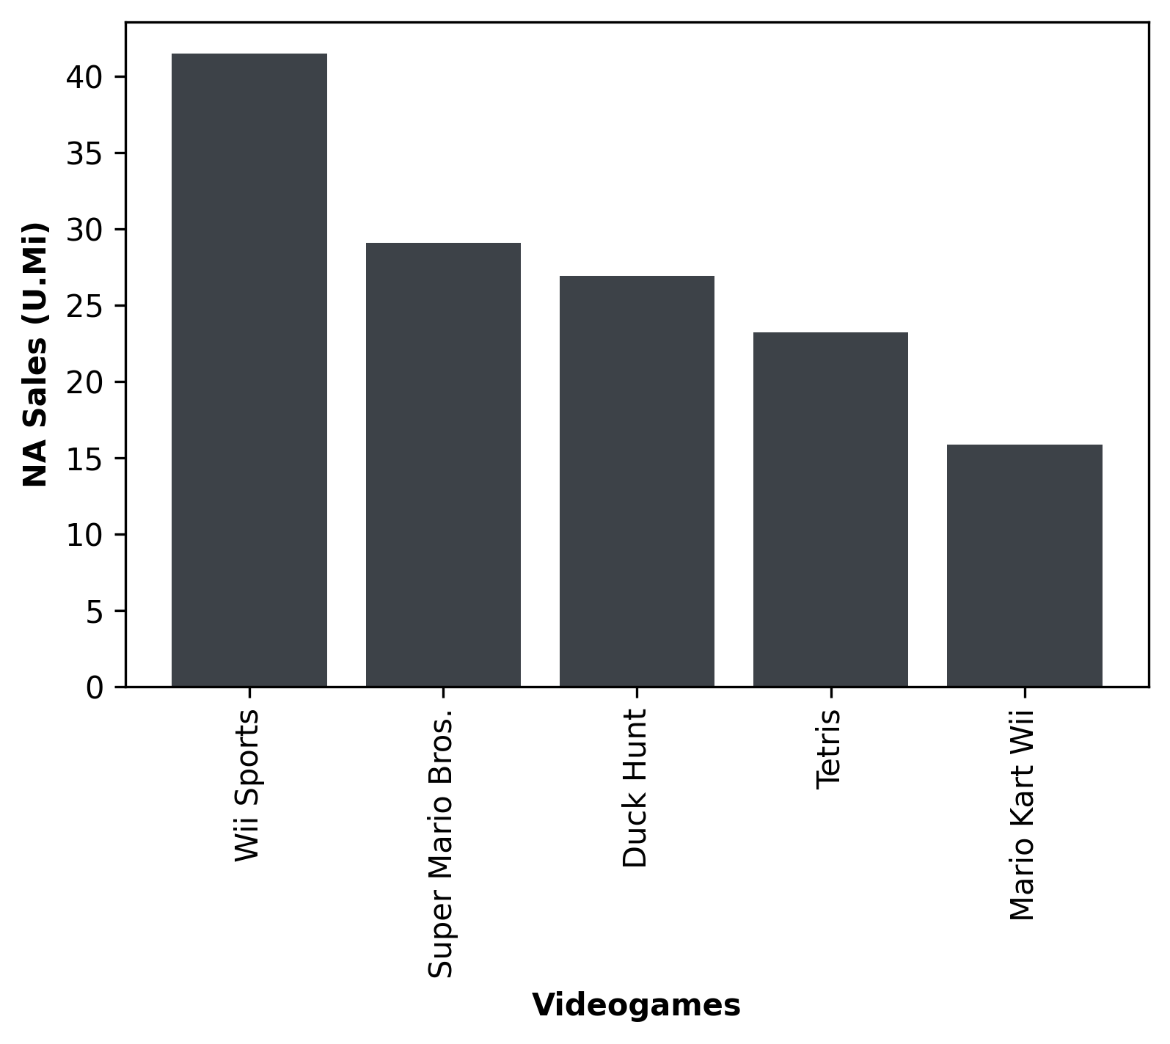 40
35
30
25
20
15
10
5
0
NA Sales (U.Mi)
Wii Sports
Super Mario Bros.
Duck Hunt
Tetris
Mario Kart Wii
Videogames